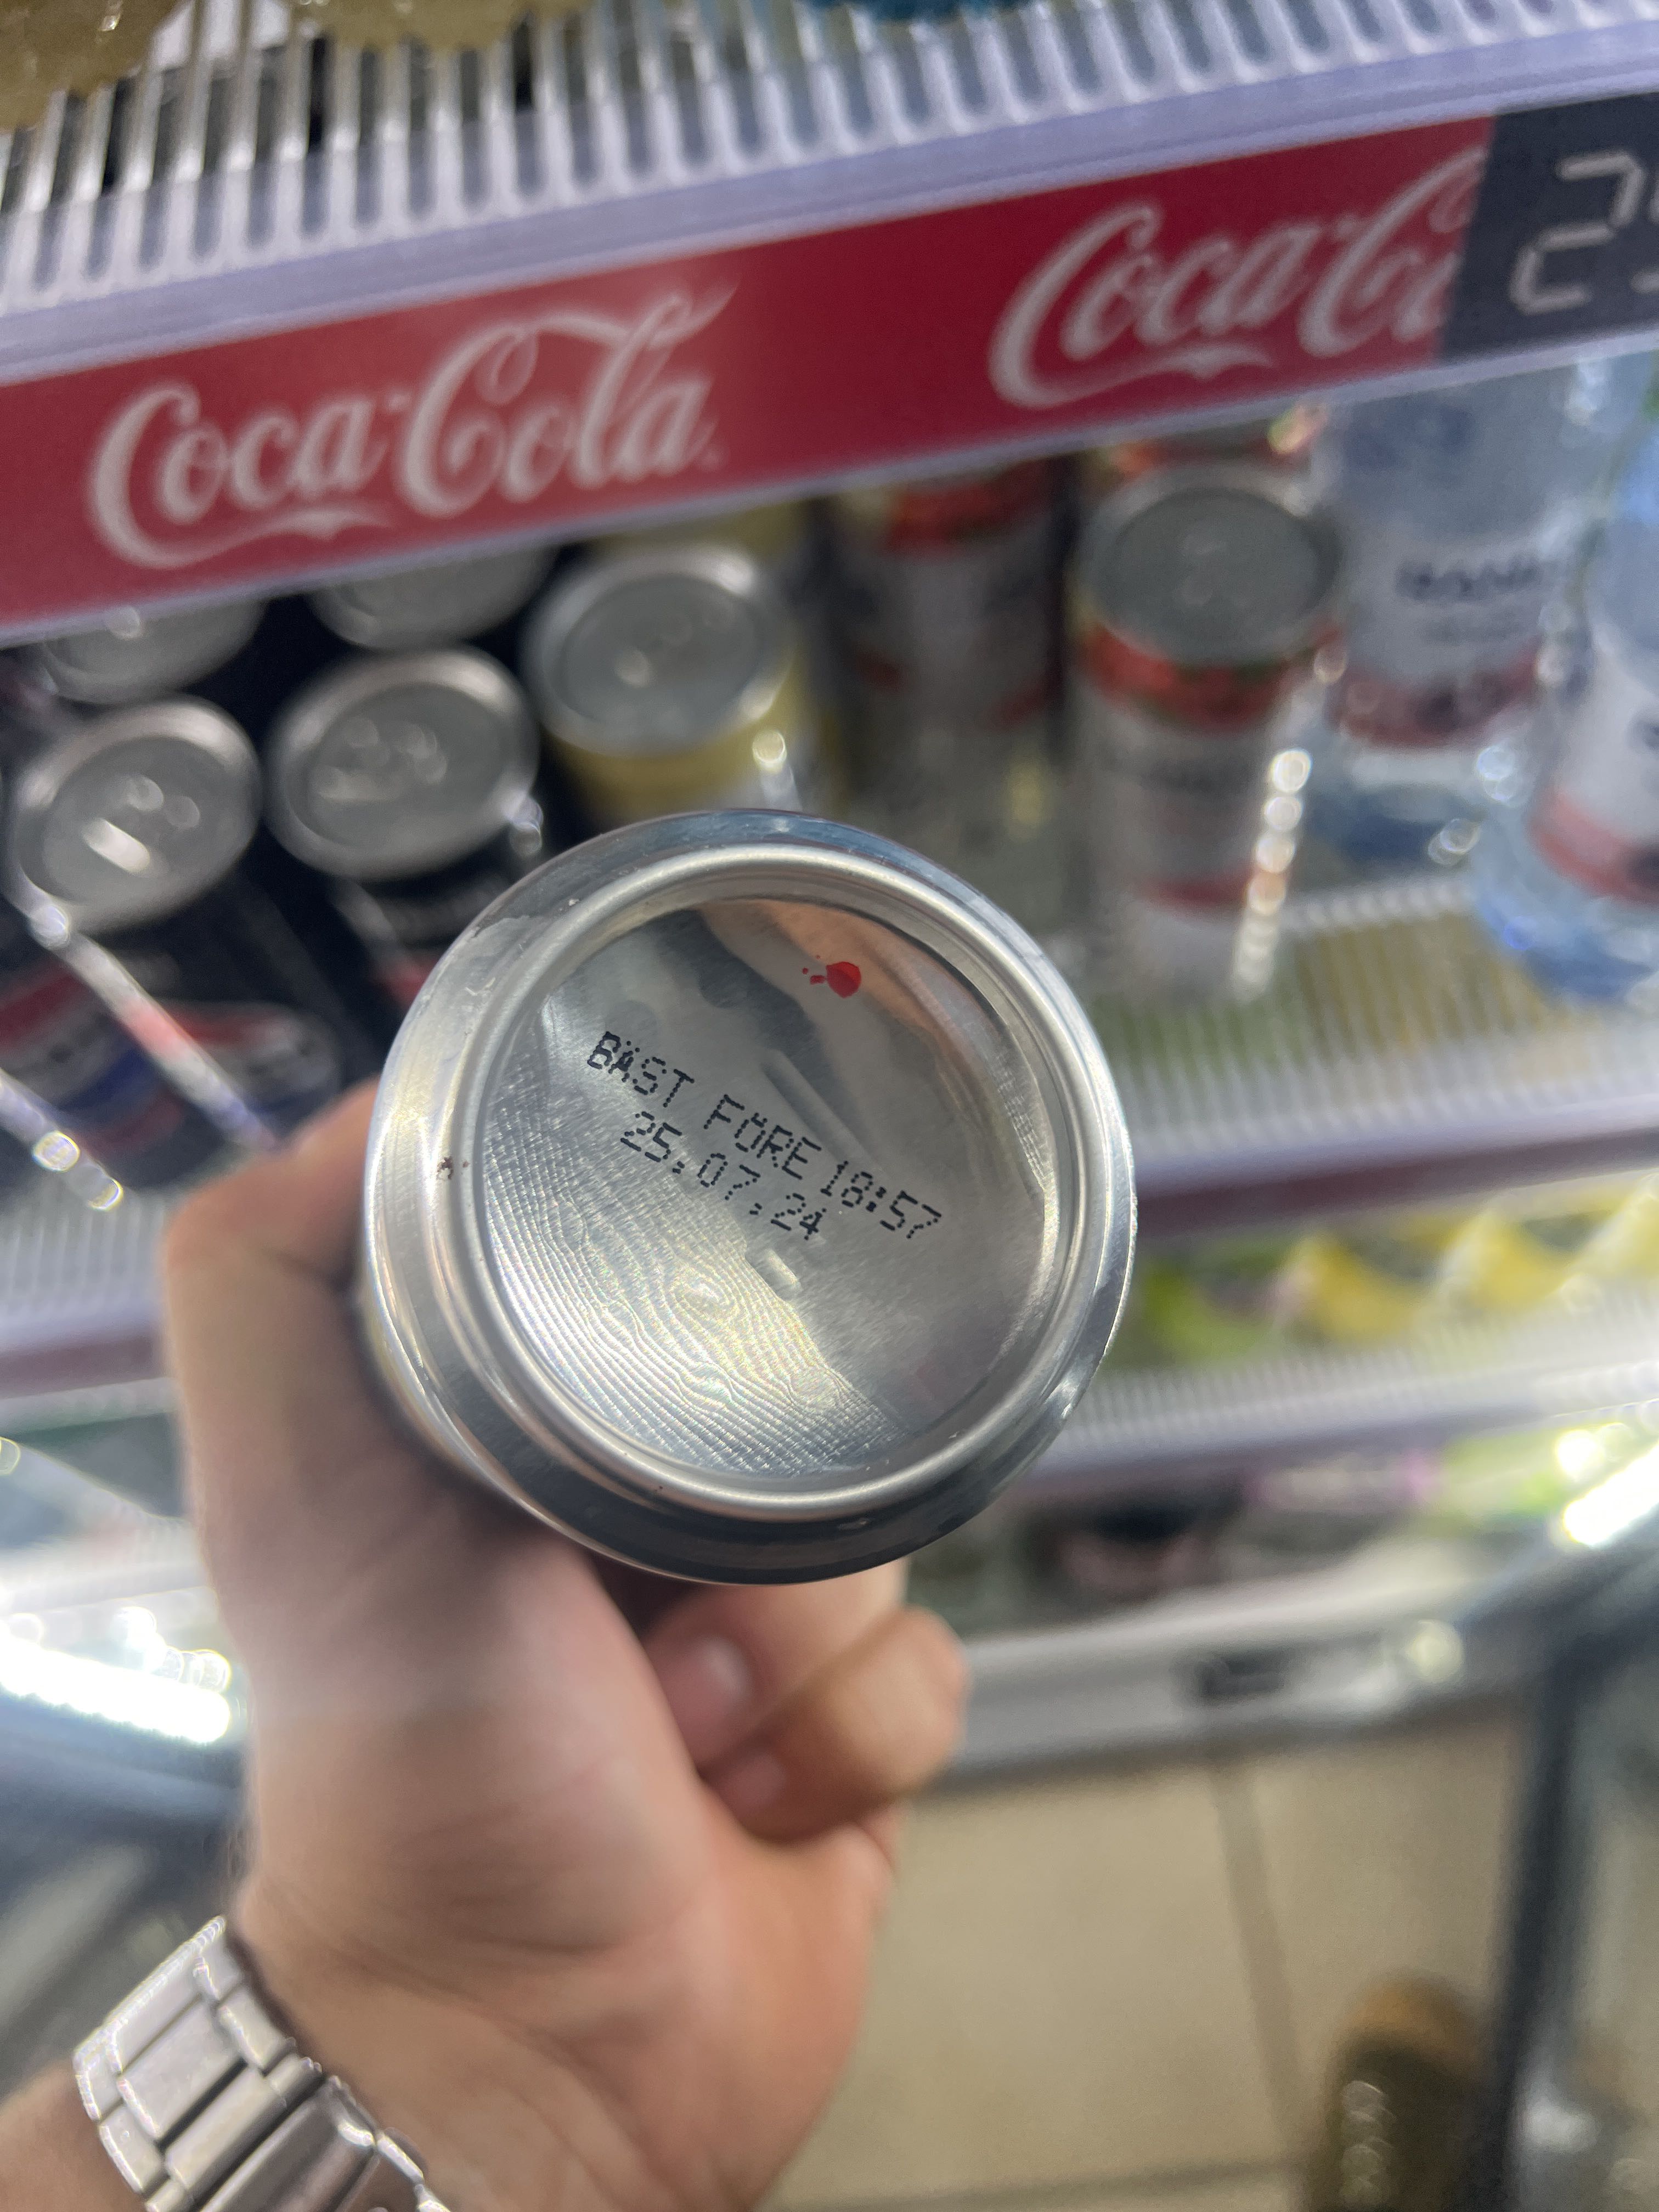 Coca-Cola
Coca-Co
BÄST FÖRE 18:57
25.07.24